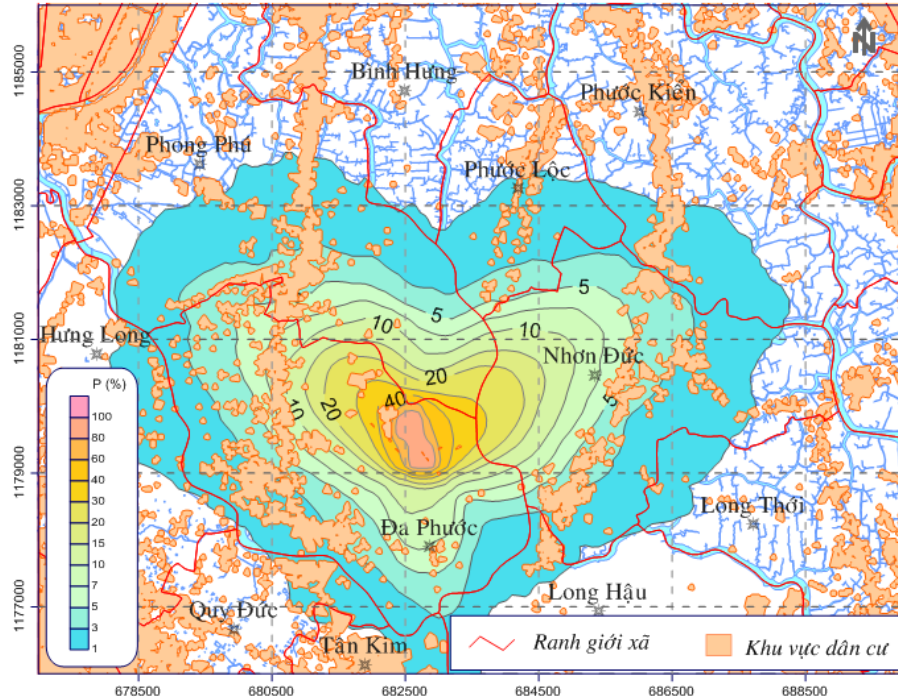 N
1185000
1183000
1181000
1179000
1177000
Bình Hưng
Phước Kiển
Phong Phú
Phước Lộc
5
5
10
10
Hưng Long
Nhơn Đức
20
40
20
10
5
P (%)
100
80
60
40
30
20
15
10
7
5
3
1
Long Thới
Đa Phước
Long Hậu
Quy Đức
Tân Kim
Ranh giới xã
Khu vực dân cư
678500
680500
682500
684500
686500
688500